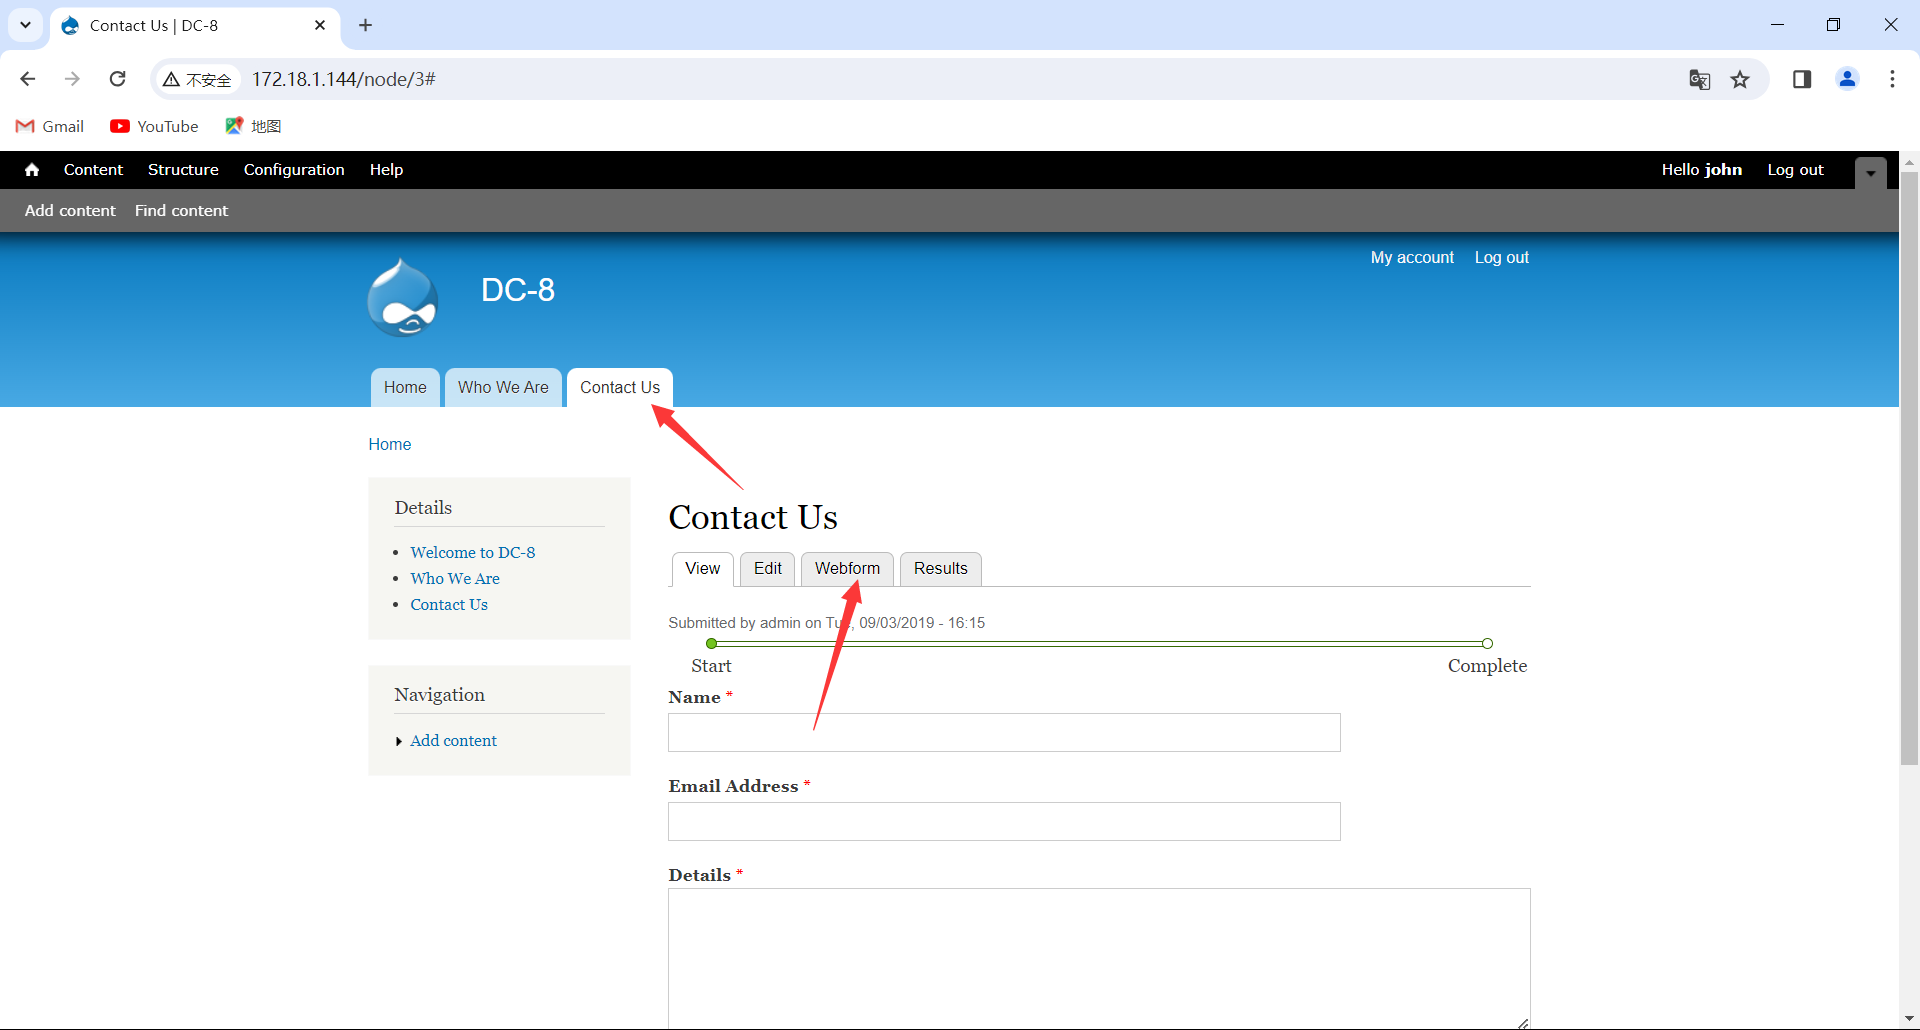 Contact Us | DC-8
不安全 172.18.1.144/node/3#
Gmail YouTube 地图
Content Structure Configuration Help Hello john Log out
Add content Find content
My account Log out
DC-8
Home Who We Are Contact Us
Home
Details
Welcome to DC-8
Who We Are
Contact Us
Navigation
Add content
Contact Us
View Edit Webform Results
Submitted by admin on Tue, 09/03/2019 - 16:15
Start Complete
Name *
Email Address *
Details *